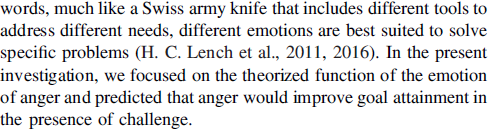 words, much like a Swiss army knife that includes different tools to
address different needs, different emotions are best suited to solve
specific problems (H. C. Lench et al., 2011, 2016). In the present
investigation, we focused on the theorized function of the emotion
of anger and predicted that anger would improve goal attainment in
the presence of challenge.